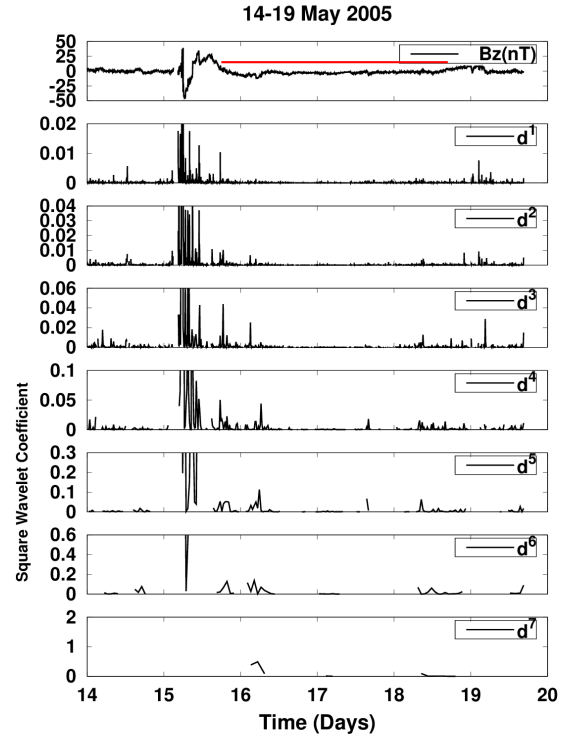 14-19 May 2005
50
25
0
-25
-50
Bz(nT)
0.02
0.01
0
d1
0.04
0.03
0.02
0.01
0
d2
0.06
0.04
0.02
0
d3
0.1
0.05
0
d4
0.3
0.2
0.1
0
d5
0.6
0.4
0.2
0
d6
2
1
0
d7
Square Wavelet Coefficient
14 15 16 17 18 19 20
Time (Days)